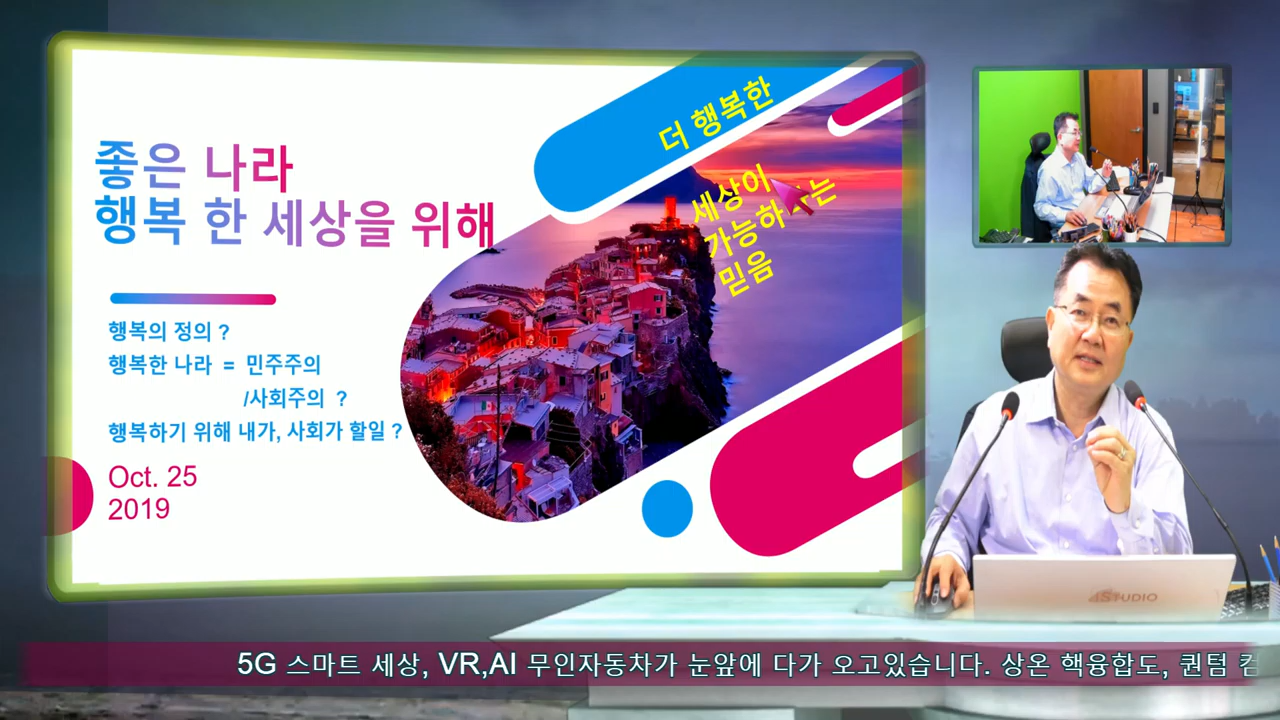 좋은 나라
행복 한 세상을 위해
행복의 정의 ?
행복한 나라 = 민주주의
/사회주의 ?
행복하기 위해 내가, 사회가 할일 ?
Oct. 25
2019
더 행복한
세상이
가능하 는
믿음
STUDIO
5G 스마트 세상, VR,AI 무인자동차가 눈앞에 다가 오고있습니다. 상온 핵융합도, 퀀텀